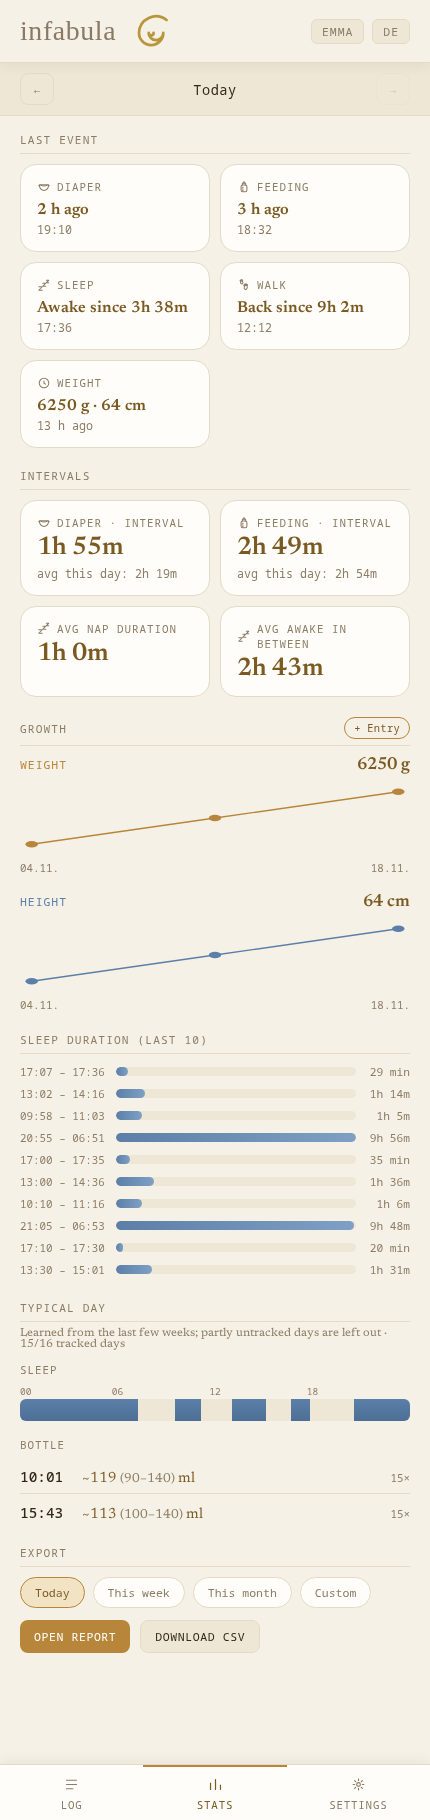 infabula
EMMA
DE
←
Today
→
LAST EVENT
DIAPER
2 h ago
19:10
FEEDING
3 h ago
18:32
SLEEP
Awake since 3h 38m
17:36
WALK
Back since 9h 2m
12:12
WEIGHT
6250 g · 64 cm
13 h ago
INTERVALS
DIAPER · INTERVAL
1h 55m
avg this day: 2h 19m
FEEDING · INTERVAL
2h 49m
avg this day: 2h 54m
AVG NAP DURATION
1h 0m
AVG AWAKE IN
BETWEEN
2h 43m
GROWTH
+ Entry
WEIGHT
6250 g
04.11.
18.11.
HEIGHT
64 cm
04.11.
18.11.
SLEEP DURATION (LAST 10)
17:07 – 17:36 29 min
13:02 – 14:16 1h 14m
09:58 – 11:03 1h 5m
20:55 – 06:51 9h 56m
17:00 – 17:35 35 min
13:00 – 14:36 1h 36m
10:10 – 11:16 1h 6m
21:05 – 06:53 9h 48m
17:10 – 17:30 20 min
13:30 – 15:01 1h 31m
TYPICAL DAY
Learned from the last few weeks; partly untracked days are left out ·
15/16 tracked days
SLEEP
00 06 12 18
BOTTLE
10:01 ~119 (90–140) ml 15×
15:43 ~113 (100–140) ml 15×
EXPORT
Today
This week
This month
Custom
OPEN REPORT
DOWNLOAD CSV
LOG
STATS
SETTINGS